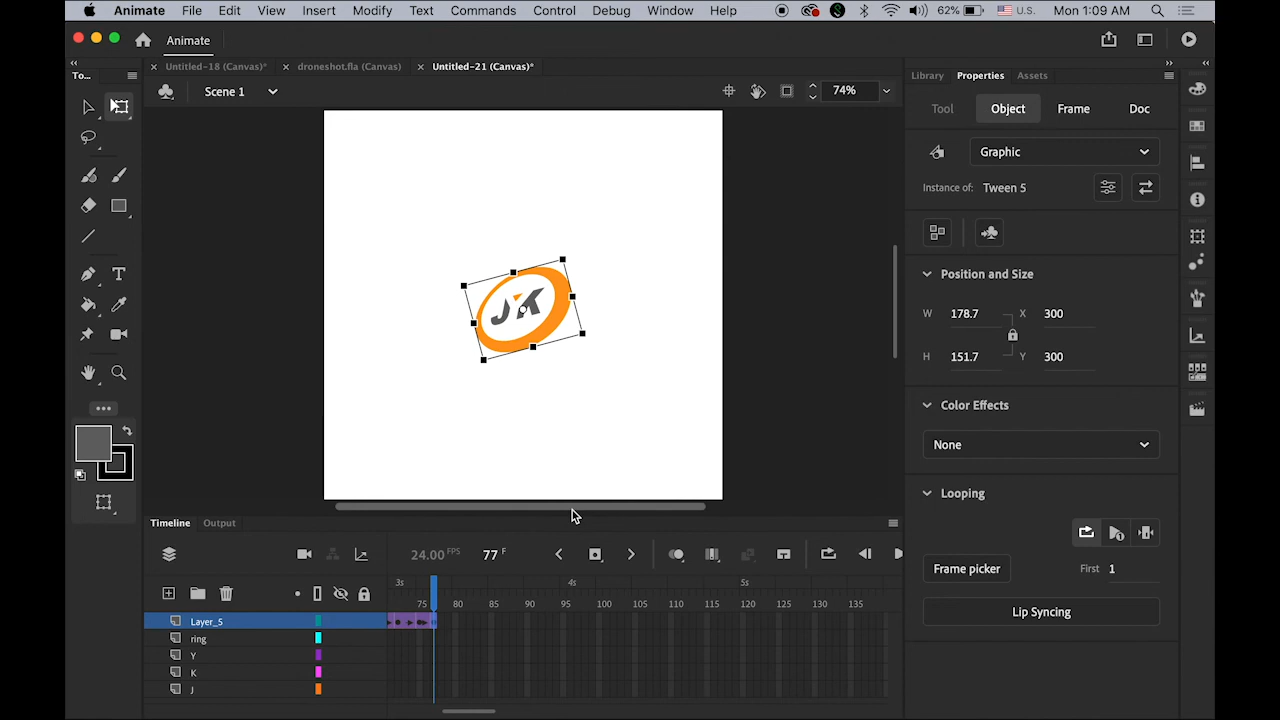 Animate File Edit View Insert Modify Text Commands Control Debug Window Help 62% U.S. Mon 1:09 AM
Animate
To... Untitled-18 (Canvas)* droneshot.fla (Canvas) Untitled-21 (Canvas)* Library Properties Assets
Scene 1 74%
Tool Object Frame Doc
Graphic
Instance of: Tween 5
Position and Size
W 178.7 X 300
H 151.7 Y 300
JK
Color Effects
None
Looping
Frame picker First 1
Lip Syncing
Timeline Output
24.00 FPS 77 F
3s 4s 5s
75 80 85 90 95 100 105 110 115 120 125 130 135
Layer_5
ring
Y
K
J